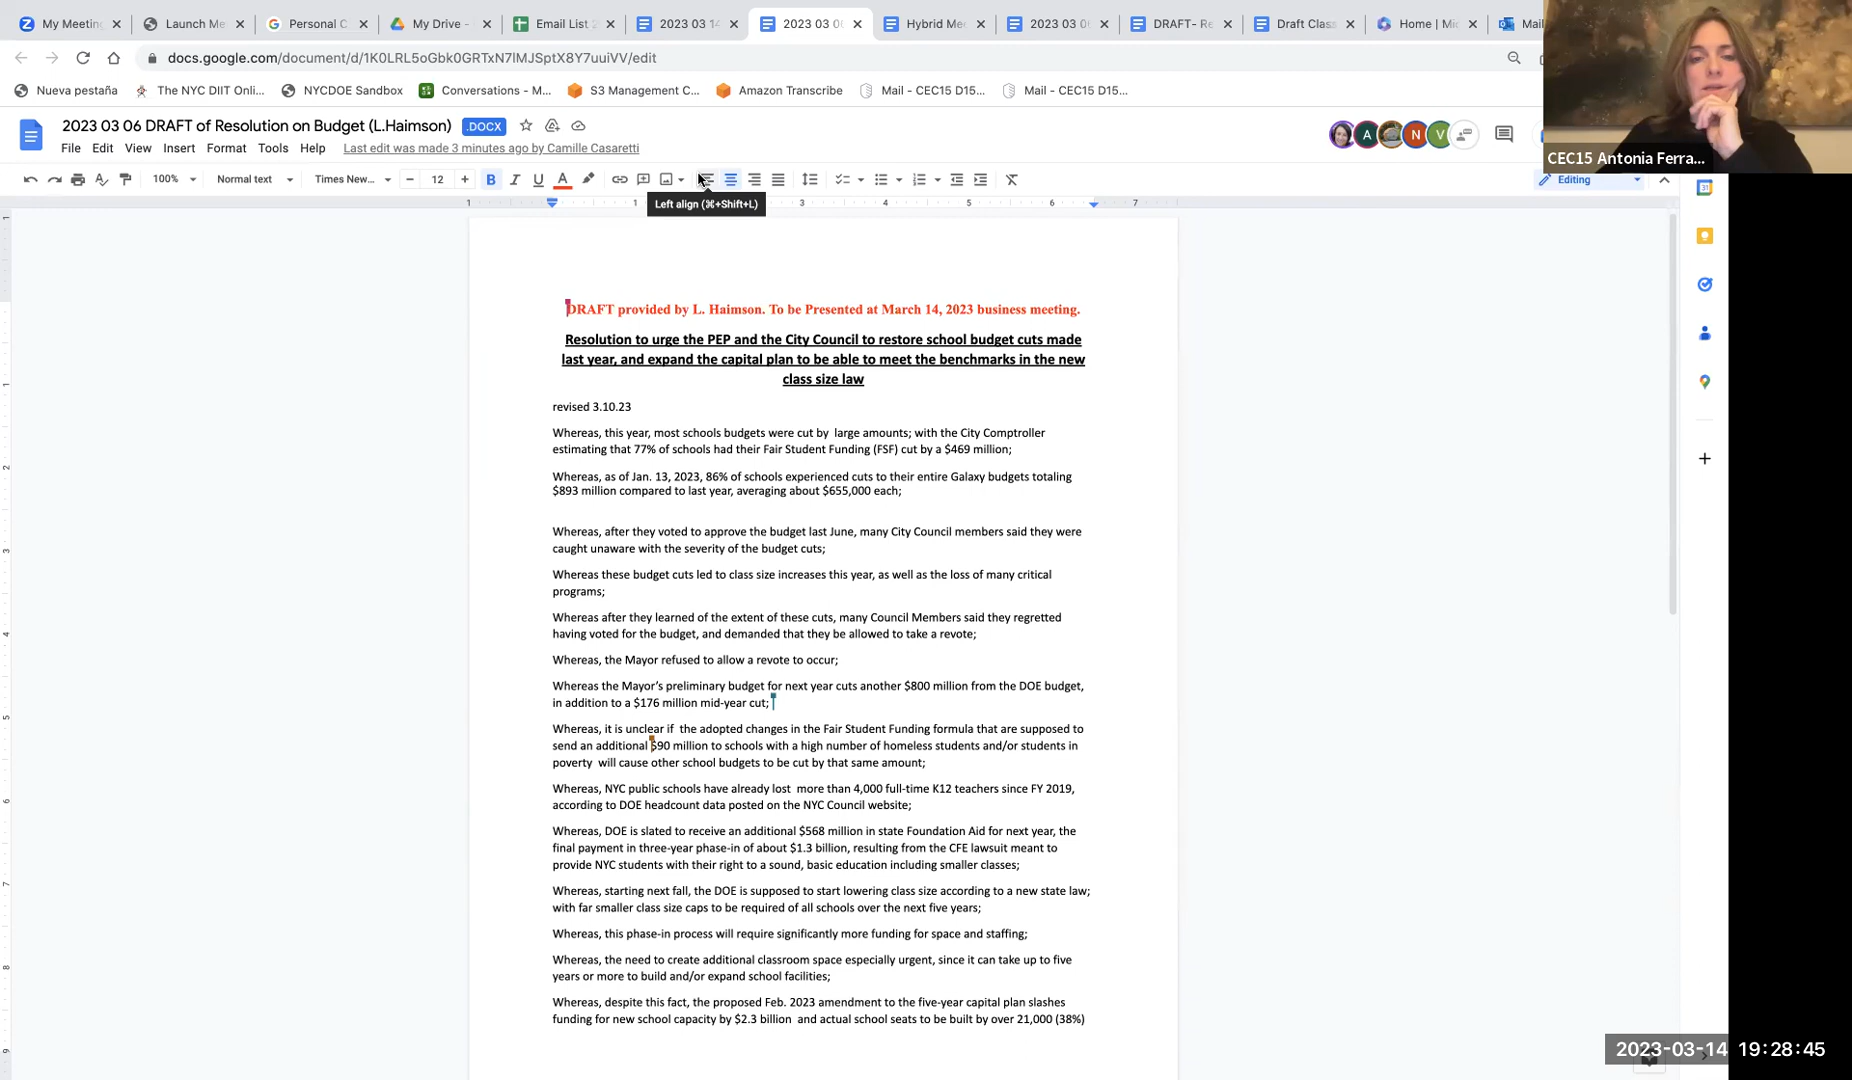 My Meeting
Launch Me
Personal C
My Drive -
Email List 2
2023 03 14
2023 03 06
Hybrid Mee
2023 03 0
DRAFT- Re
Draft Class
Home | Mic
Mail
docs.google.com/document/d/1K0LRL5oGbk0GRTxN7lMJSptX8Y7uuiVV/edit
Nueva pestaña
The NYC DIIT Onli...
NYCDOE Sandbox
Conversations - M...
S3 Management C...
Amazon Transcribe
Mail - CEC15 D15...
Mail - CEC15 D15...
2023 03 06 DRAFT of Resolution on Budget (L.Haimson)
.DOCX
File Edit View Insert Format Tools Help
Last edit was made 3 minutes ago by Camille Casaretti
A N V
CEC15 Antonia Ferra...
100%
Normal text
Times New...
12
B I U A
Editing
Left align (⌘+Shift+L)
1 1 3 4 5 6 7
DRAFT provided by L. Haimson. To be Presented at March 14, 2023 business meeting.
Resolution to urge the PEP and the City Council to restore school budget cuts made
last year, and expand the capital plan to be able to meet the benchmarks in the new
class size law
revised 3.10.23
Whereas, this year, most schools budgets were cut by large amounts; with the City Comptroller
estimating that 77% of schools had their Fair Student Funding (FSF) cut by a $469 million;
Whereas, as of Jan. 13, 2023, 86% of schools experienced cuts to their entire Galaxy budgets totaling
$893 million compared to last year, averaging about $655,000 each;
Whereas, after they voted to approve the budget last June, many City Council members said they were
caught unaware with the severity of the budget cuts;
Whereas these budget cuts led to class size increases this year, as well as the loss of many critical
programs;
Whereas after they learned of the extent of these cuts, many Council Members said they regretted
having voted for the budget, and demanded that they be allowed to take a revote;
Whereas, the Mayor refused to allow a revote to occur;
Whereas the Mayor's preliminary budget for next year cuts another $800 million from the DOE budget,
in addition to a $176 million mid-year cut;
Whereas, it is unclear if the adopted changes in the Fair Student Funding formula that are supposed to
send an additional $90 million to schools with a high number of homeless students and/or students in
poverty will cause other school budgets to be cut by that same amount;
Whereas, NYC public schools have already lost more than 4,000 full-time K12 teachers since FY 2019,
according to DOE headcount data posted on the NYC Council website;
Whereas, DOE is slated to receive an additional $568 million in state Foundation Aid for next year, the
final payment in three-year phase-in of about $1.3 billion, resulting from the CFE lawsuit meant to
provide NYC students with their right to a sound, basic education including smaller classes;
Whereas, starting next fall, the DOE is supposed to start lowering class size according to a new state law;
with far smaller class size caps to be required of all schools over the next five years;
Whereas, this phase-in process will require significantly more funding for space and staffing;
Whereas, the need to create additional classroom space especially urgent, since it can take up to five
years or more to build and/or expand school facilities;
Whereas, despite this fact, the proposed Feb. 2023 amendment to the five-year capital plan slashes
funding for new school capacity by $2.3 billion and actual school seats to be built by over 21,000 (38%)
2023-03-14 19:28:45